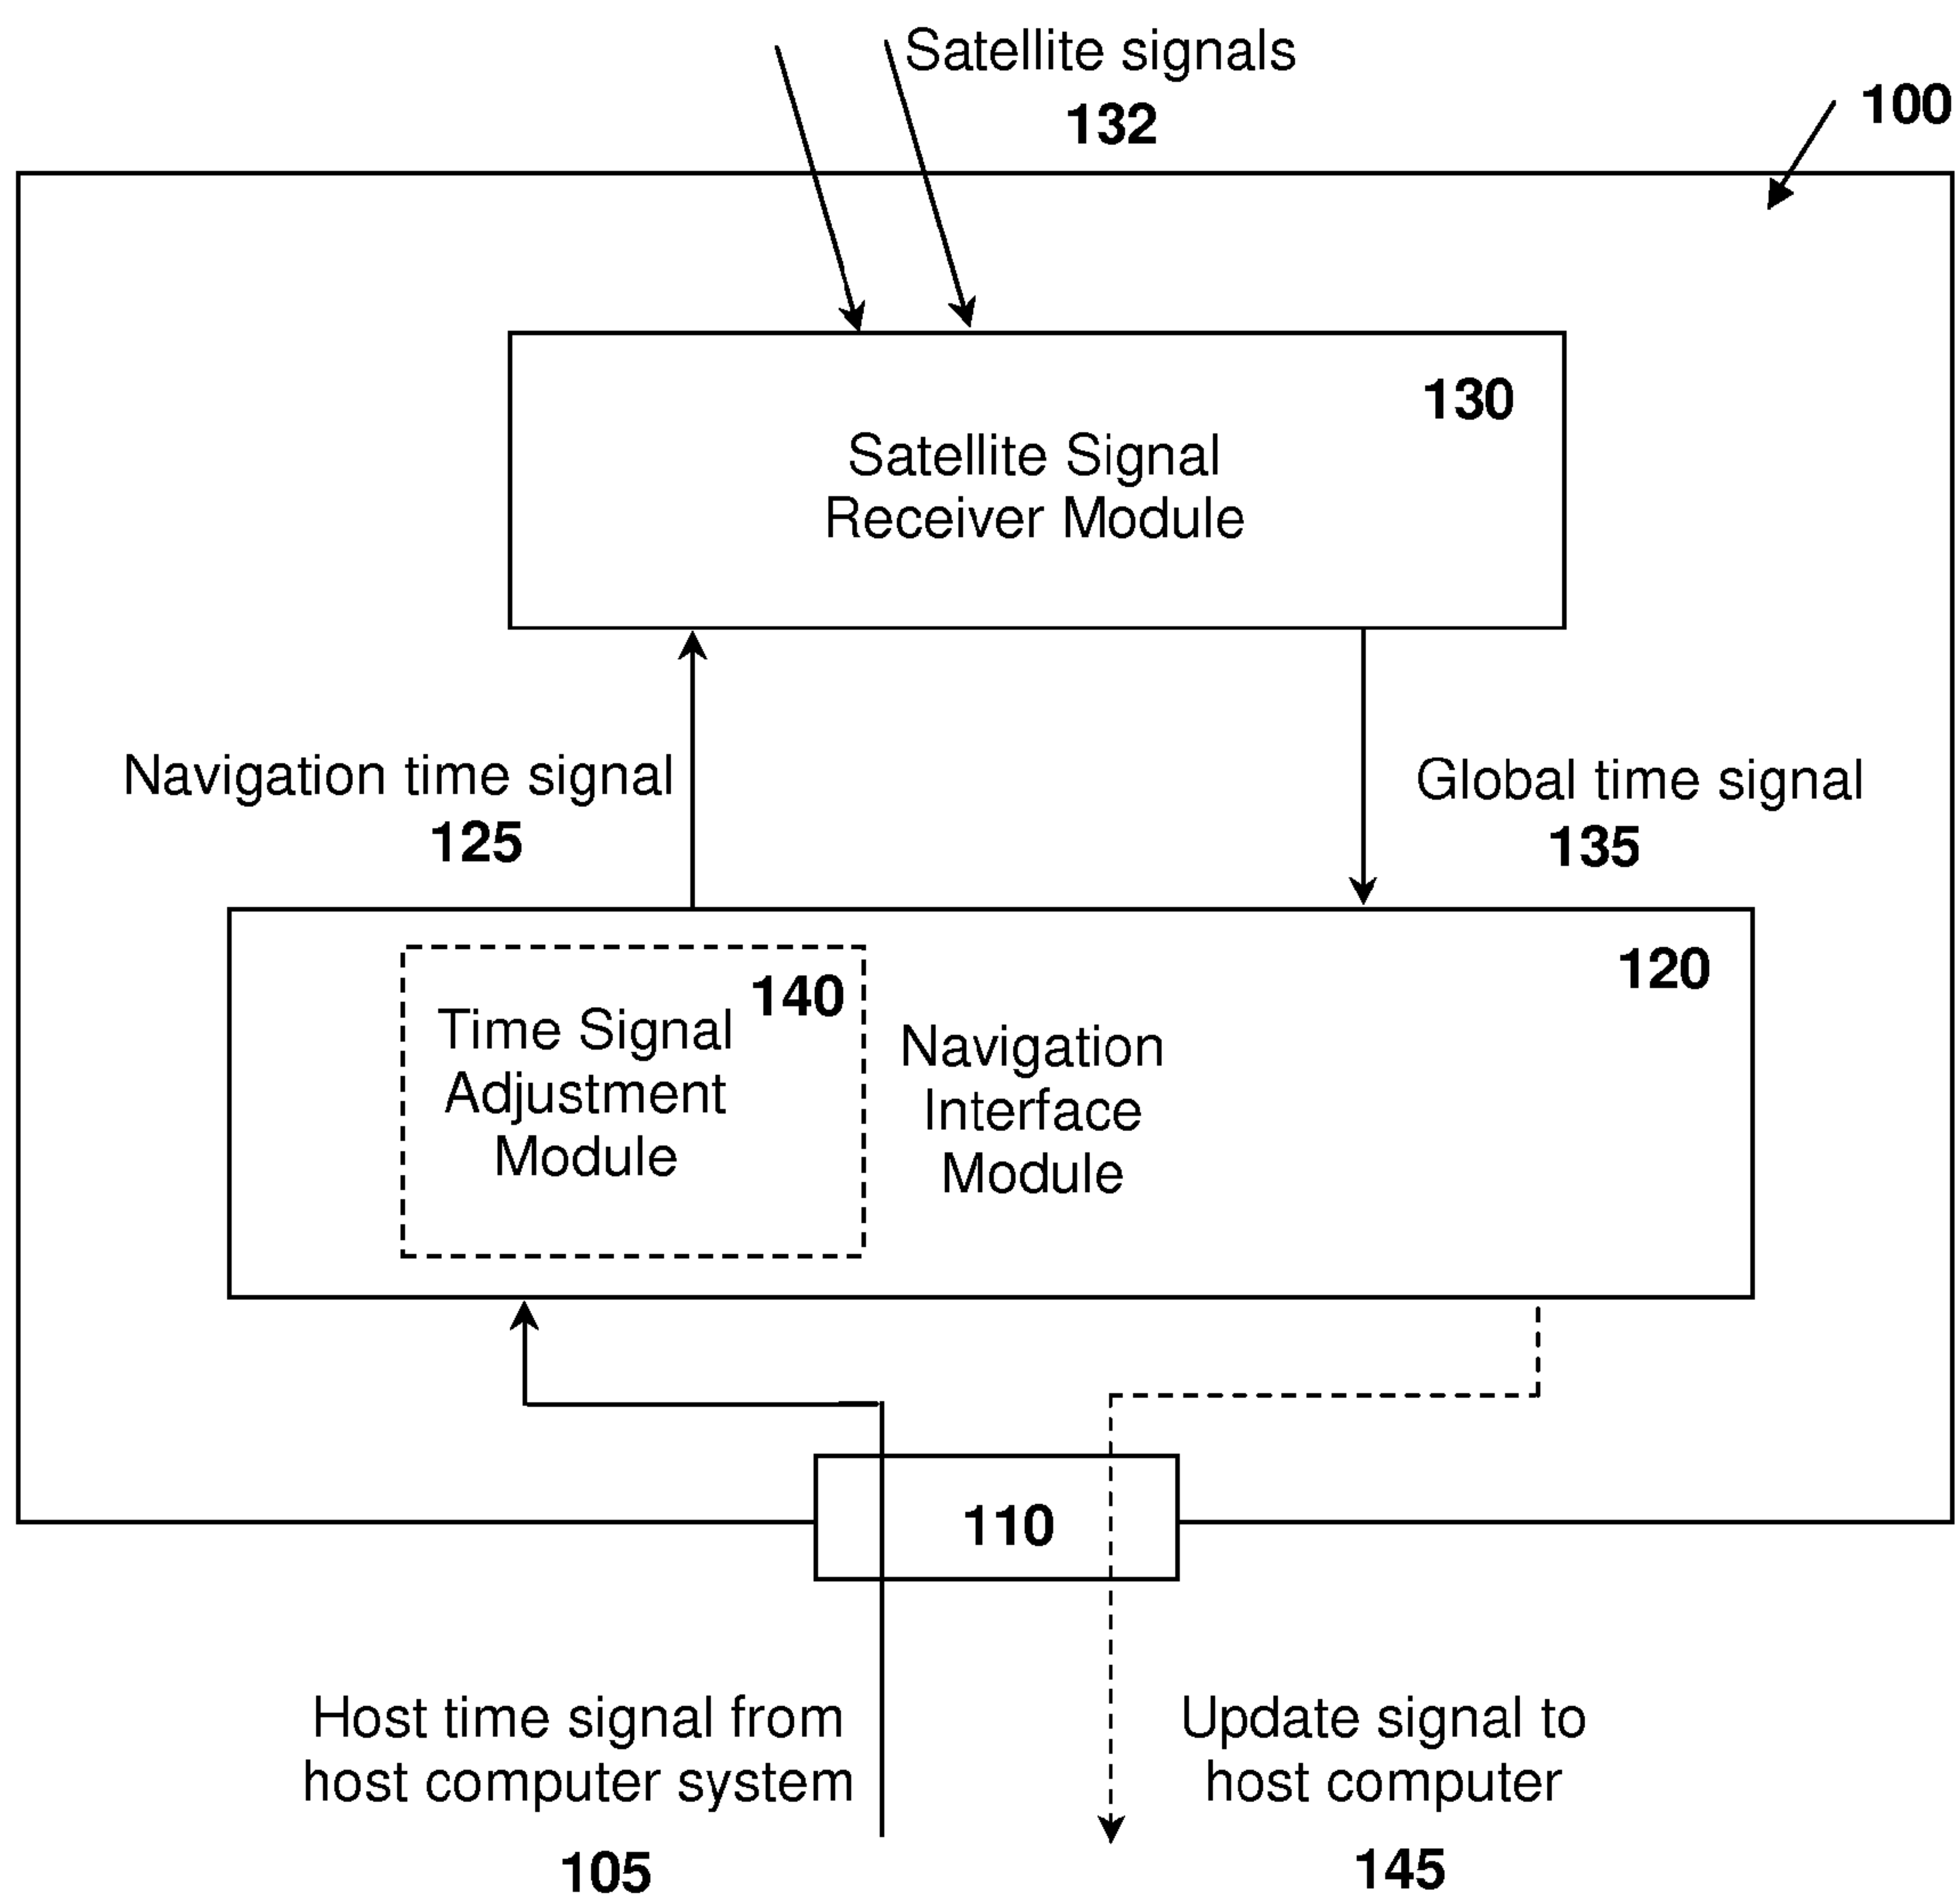 Satellite signals
132
100
130
Satellite Signal
Receiver Module
Navigation time signal
125
Global time signal
135
120
140
Time Signal
Adjustment
Module
Navigation
Interface
Module
110
Host time signal from
host computer system
105
Update signal to
host computer
145